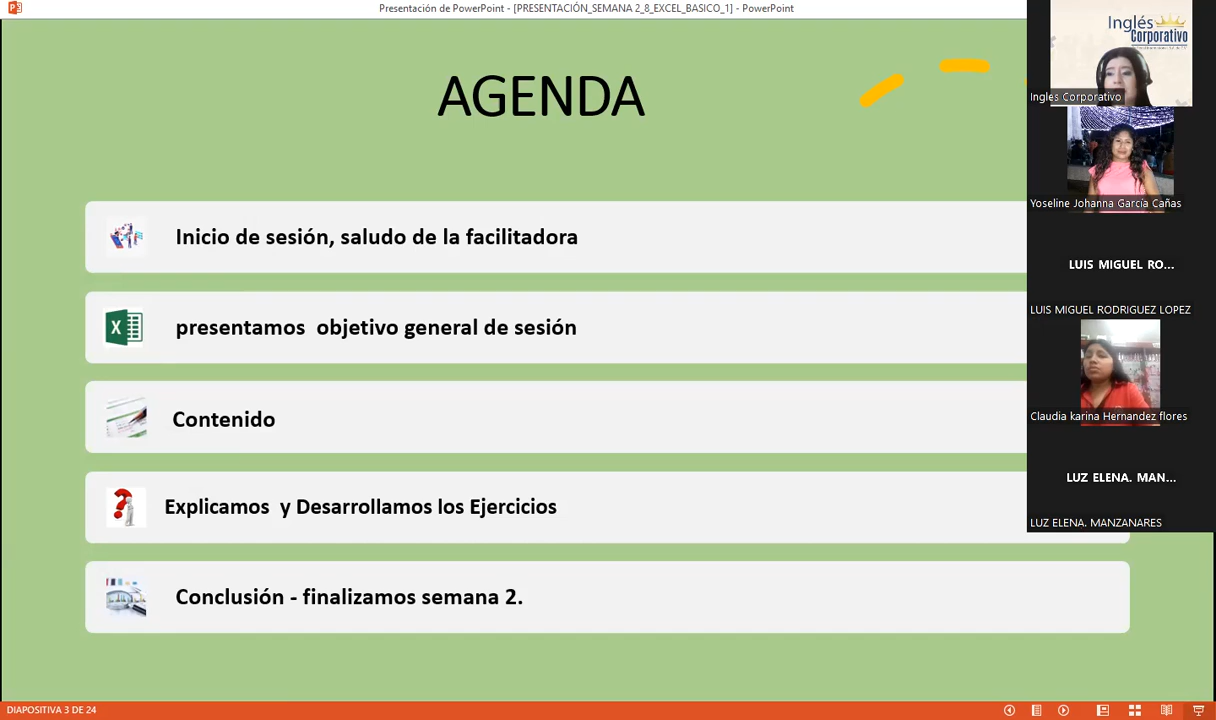 Presentación de PowerPoint - [PRESENTACIÓN_SEMANA 2_8_EXCEL_BASICO_1] - PowerPoint
AGENDA
Inicio de sesión, saludo de la facilitadora
presentamos objetivo general de sesión
Contenido
Explicamos y Desarrollamos los Ejercicios
Conclusión - finalizamos semana 2.
Inglés
Corporativo
Ingles Corporativo
Yoseline Johanna García Cañas
LUIS MIGUEL RO...
LUIS MIGUEL RODRIGUEZ LOPEZ
Claudia karina Hernandez flores
LUZ ELENA. MAN...
LUZ ELENA. MANZANARES
DIAPOSITIVA 3 DE 24